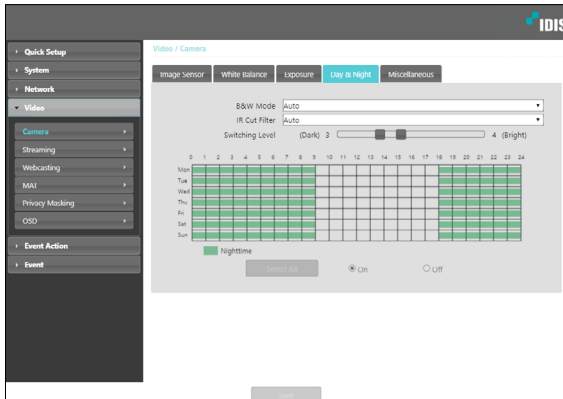 IDIS
Quick Setup
System
Network
Video
Camera
Streaming
Webcasting
MAT
Privacy Masking
OSD
Event Action
Event
Video / Camera
Image Sensor White Balance Exposure Day & Night Miscellaneous
B&W Mode Auto
IR Cut Filter Auto
Switching Level (Dark) 3 4 (Bright)
0 1 2 3 4 5 6 7 8 9 10 11 12 13 14 15 16 17 18 19 20 21 22 23 24
Mon
Tue
Wed
Thu
Fri
Sat
Sun
Nighttime
Select All On Off
Save